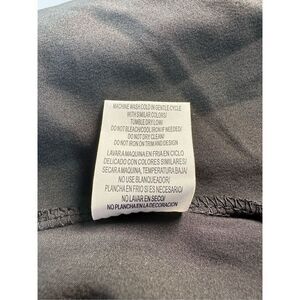 MACHINE WASH COLD IN GENTLE CYCLE
WITH SIMILAR COLORS/
TUMBLE DRY LOW/
DO NOT BLEACH/COOL IRON IF NEEDED/
DO NOT DRY CLEAN/
DO NOT IRON ON TRIM AND DESIGN
LAVAR A MAQUINA EN FRIA EN CICLO
DELICADO CON COLORES SIMILARES/
SECAR A MAQUINA, TEMPERATURA BAJA/
NO USE BLANQUEADOR/
PLANCHA EN FRIO SI ES NECESARIO/
NO LAVAR EN SECO/
NO PLANCHA EN LA DECORACION